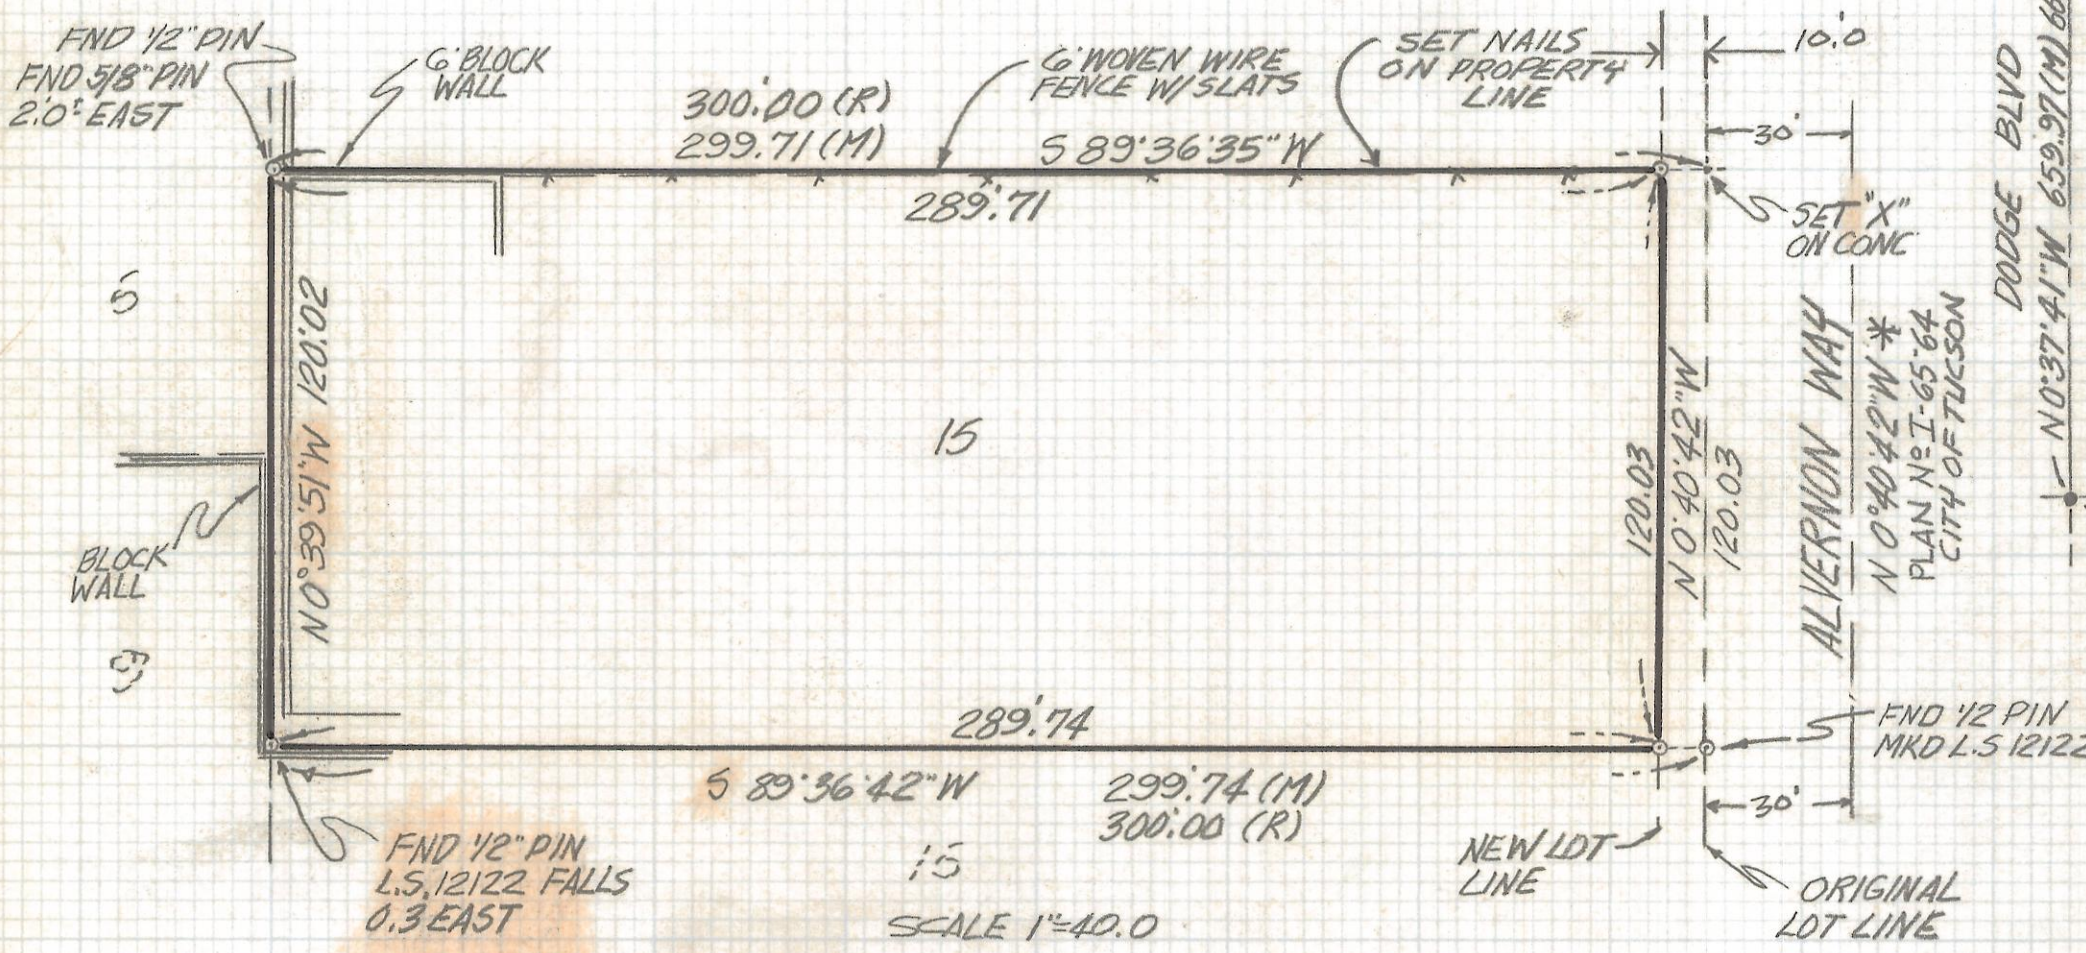 FND 1/2" PIN
FND 5/8" PIN
2.0' EAST
6' BLOCK
WALL
300.00 (R)
299.71 (M)
6' WOVEN WIRE
FENCE W/ SLATS
S 89°36'35" W
SET NAILS
ON PROPERTY
LINE
10.0
30'
289.71
SET "X"
ON CONC
DODGE BLVD
N 0°37'41" W 659.97 (M)
5
N 0°39'51" W 120.02
15
120.03
N 0°40'42" W
120.03
ALVERNON WAY
N 0°40'42" W *
PLAN Nº I-65-64
CITY OF TUCSON
BLOCK
WALL
289.74
FND 1/2 PIN
MKD L.S 12122
S 89°36'42" W
299.74 (M)
300.00 (R)
30'
FND 1/2" PIN
L.S. 12122 FALLS
0.3 EAST
15
SCALE 1"=40.0
NEW LOT
LINE
ORIGINAL
LOT LINE